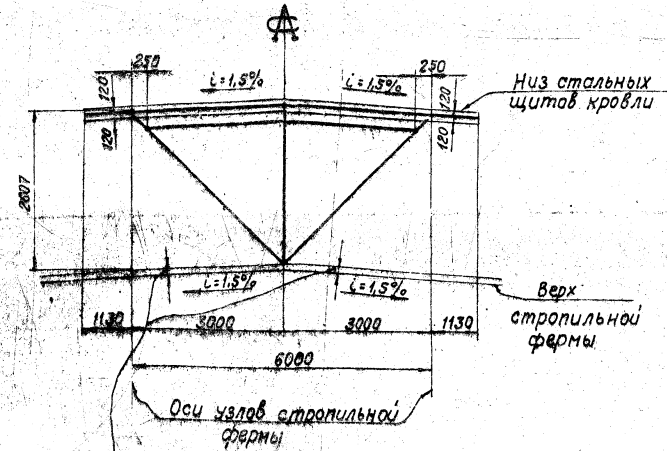 250
i=1,5%
i=1,5%
250
120
120
Низ стальных
щитов кровли
120
120
2607
i=1.5%
i=1,5%
Верх
стропильной
фермы
1130
3000
3000
1130
6000
Оси узлов стропильной
фермы